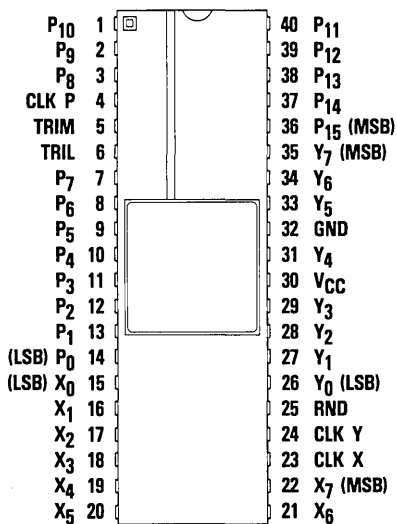 P10 1 40 P11
P9 2 39 P12
P8 3 38 P13
CLK P 4 37 P14
TRIM 5 36 P15 (MSB)
TRIL 6 35 Y7 (MSB)
P7 7 34 Y6
P6 8 33 Y5
P5 9 32 GND
P4 10 31 Y4
P3 11 30 VCC
P2 12 29 Y3
P1 13 28 Y2
(LSB) P0 14 27 Y1
(LSB) X0 15 26 Y0 (LSB)
X1 16 25 RND
X2 17 24 CLK Y
X3 18 23 CLK X
X4 19 22 X7 (MSB)
X5 20 21 X6